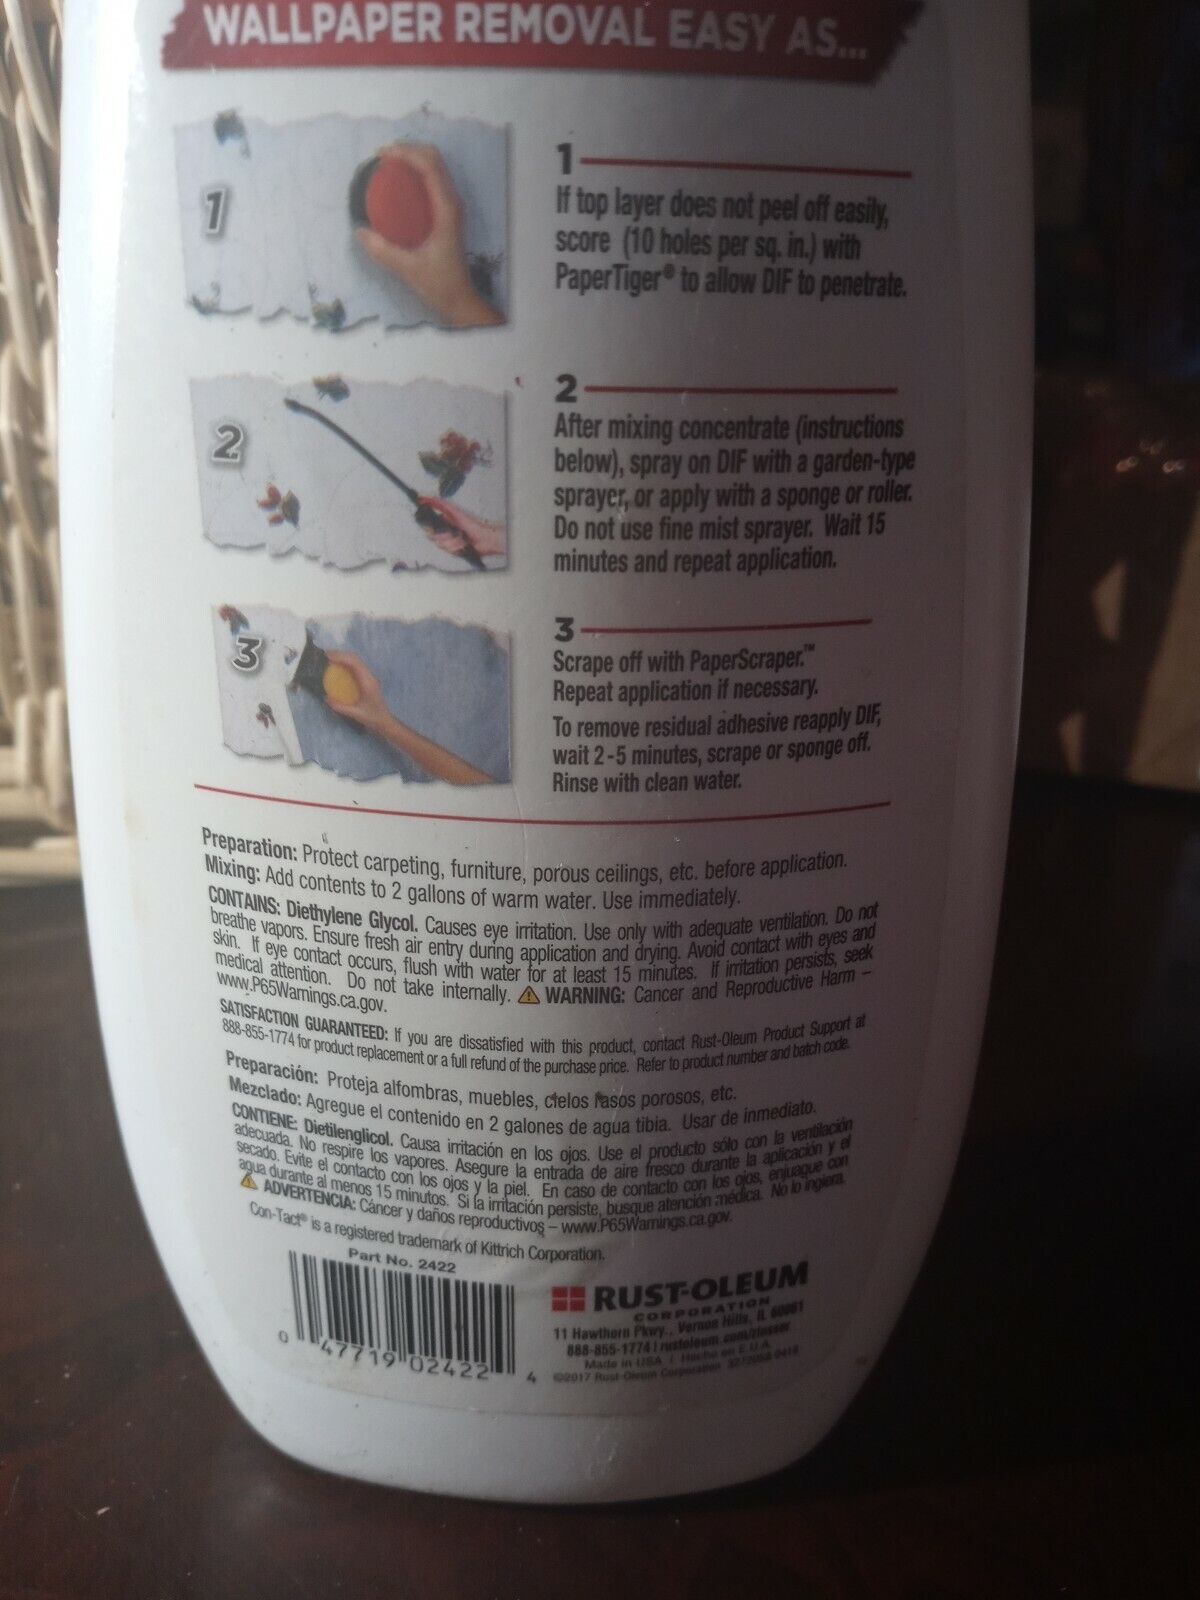 WALLPAPER REMOVAL EASY AS...
1
1
If top layer does not peel off easily,
score (10 holes per sq. in.) with
PaperTiger® to allow DIF to penetrate.
2
2
After mixing concentrate (instructions
below), spray on DIF with a garden-type
sprayer, or apply with a sponge or roller.
Do not use fine mist sprayer. Wait 15
minutes and repeat application.
3
3
Scrape off with PaperScraper.™
Repeat application if necessary.
To remove residual adhesive reapply DIF,
wait 2-5 minutes, scrape or sponge off.
Rinse with clean water.
Preparation: Protect carpeting, furniture, porous ceilings, etc. before application.
Mixing: Add contents to 2 gallons of warm water. Use immediately.
CONTAINS: Diethylene Glycol. Causes eye irritation. Use only with adequate ventilation. Do not
breathe vapors. Ensure fresh air entry during application and drying. Avoid contact with eyes and
skin. If eye contact occurs, flush with water for at least 15 minutes. If irritation persists, seek
medical attention. Do not take internally. ⚠ WARNING: Cancer and Reproductive Harm –
www.P65Warnings.ca.gov.
SATISFACTION GUARANTEED: If you are dissatisfied with this product, contact Rust-Oleum Product Support at
888-855-1774 for product replacement or a full refund of the purchase price. Refer to product number and batch code.
Preparación: Proteja alfombras, muebles, cielos rasos porosos, etc.
Mezclado: Agregue el contenido en 2 galones de agua tibia. Usar de inmediato.
CONTIENE: Dietilenglicol. Causa irritación en los ojos. Use el producto sólo con la ventilación
adecuada. No respire los vapores. Asegure la entrada de aire fresco durante la aplicación y el
secado. Evite el contacto con los ojos y la piel. En caso de contacto con los ojos, enjuague con
agua durante al menos 15 minutos. Si la irritación persiste, busque atención médica. No lo ingiera.
⚠ ADVERTENCIA: Cáncer y daños reproductivos – www.P65Warnings.ca.gov.
Con-Tact® is a registered trademark of Kittrich Corporation.
Part No. 2422
0 47719 02422 4
RUST-OLEUM
CORPORATION
11 Hawthorn Pkwy., Vernon Hills, IL 60061
888-855-1774 | rustoleum.com/zinsser
Made in USA | Hecho en E.U.A.
©2017 Rust-Oleum Corporation